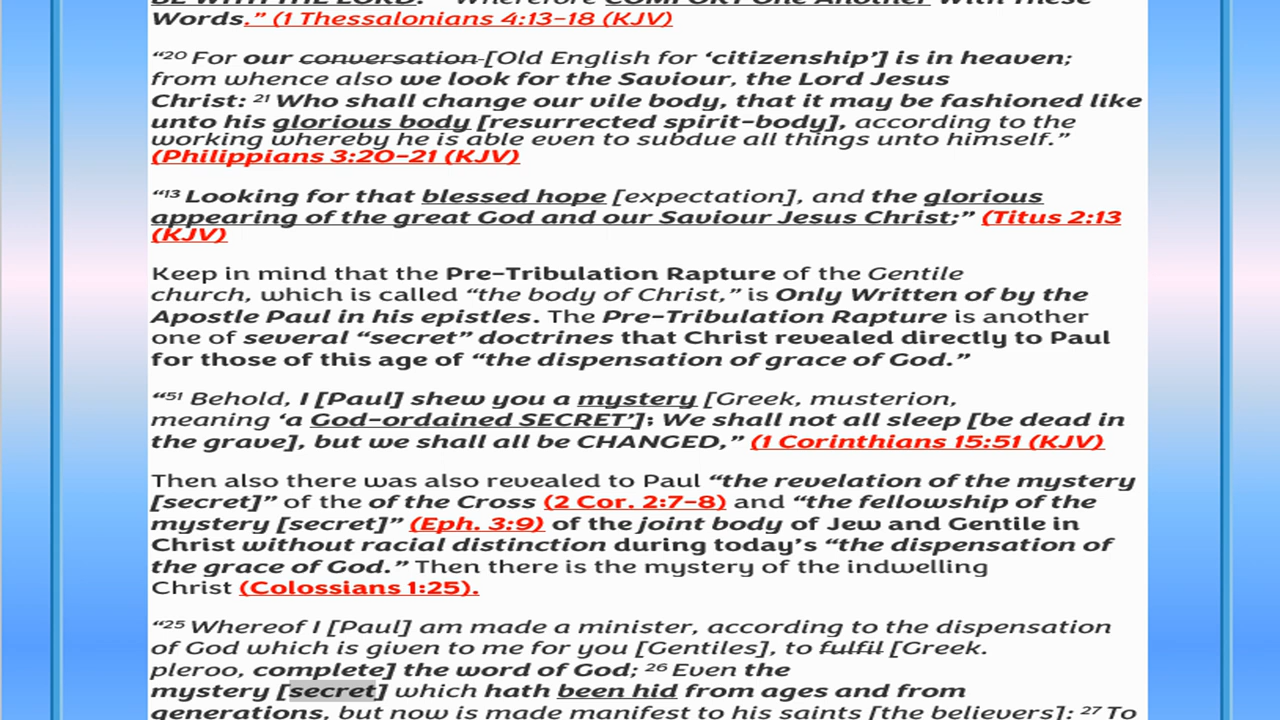 BE WITH THE LORD. Wherefore COMFORT One Another With These
Words.” (1 Thessalonians 4:13-18 (KJV)
“20 For our conversation [Old English for ‘citizenship’] is in heaven;
from whence also we look for the Saviour, the Lord Jesus
Christ: 21 Who shall change our vile body, that it may be fashioned like
unto his glorious body [resurrected spirit-body], according to the
working whereby he is able even to subdue all things unto himself.”
(Philippians 3:20-21 (KJV)
“13 Looking for that blessed hope [expectation], and the glorious
appearing of the great God and our Saviour Jesus Christ;” (Titus 2:13
(KJV)
Keep in mind that the Pre-Tribulation Rapture of the Gentile
church, which is called “the body of Christ,” is Only Written of by the
Apostle Paul in his epistles. The Pre-Tribulation Rapture is another
one of several “secret” doctrines that Christ revealed directly to Paul
for those of this age of “the dispensation of grace of God.”
“51 Behold, I [Paul] shew you a mystery [Greek, musterion,
meaning ‘a God-ordained SECRET’]; We shall not all sleep [be dead in
the grave], but we shall all be CHANGED,” (1 Corinthians 15:51 (KJV)
Then also there was also revealed to Paul “the revelation of the mystery
[secret]” of the of the Cross (2 Cor. 2:7-8) and “the fellowship of the
mystery [secret]” (Eph. 3:9) of the joint body of Jew and Gentile in
Christ without racial distinction during today’s “the dispensation of
the grace of God.” Then there is the mystery of the indwelling
Christ (Colossians 1:25).
“25 Whereof I [Paul] am made a minister, according to the dispensation
of God which is given to me for you [Gentiles], to fulfil [Greek.
pleroo, complete] the word of God; 26 Even the
mystery [secret] which hath been hid from ages and from
generations, but now is made manifest to his saints [the believers]: 27 To